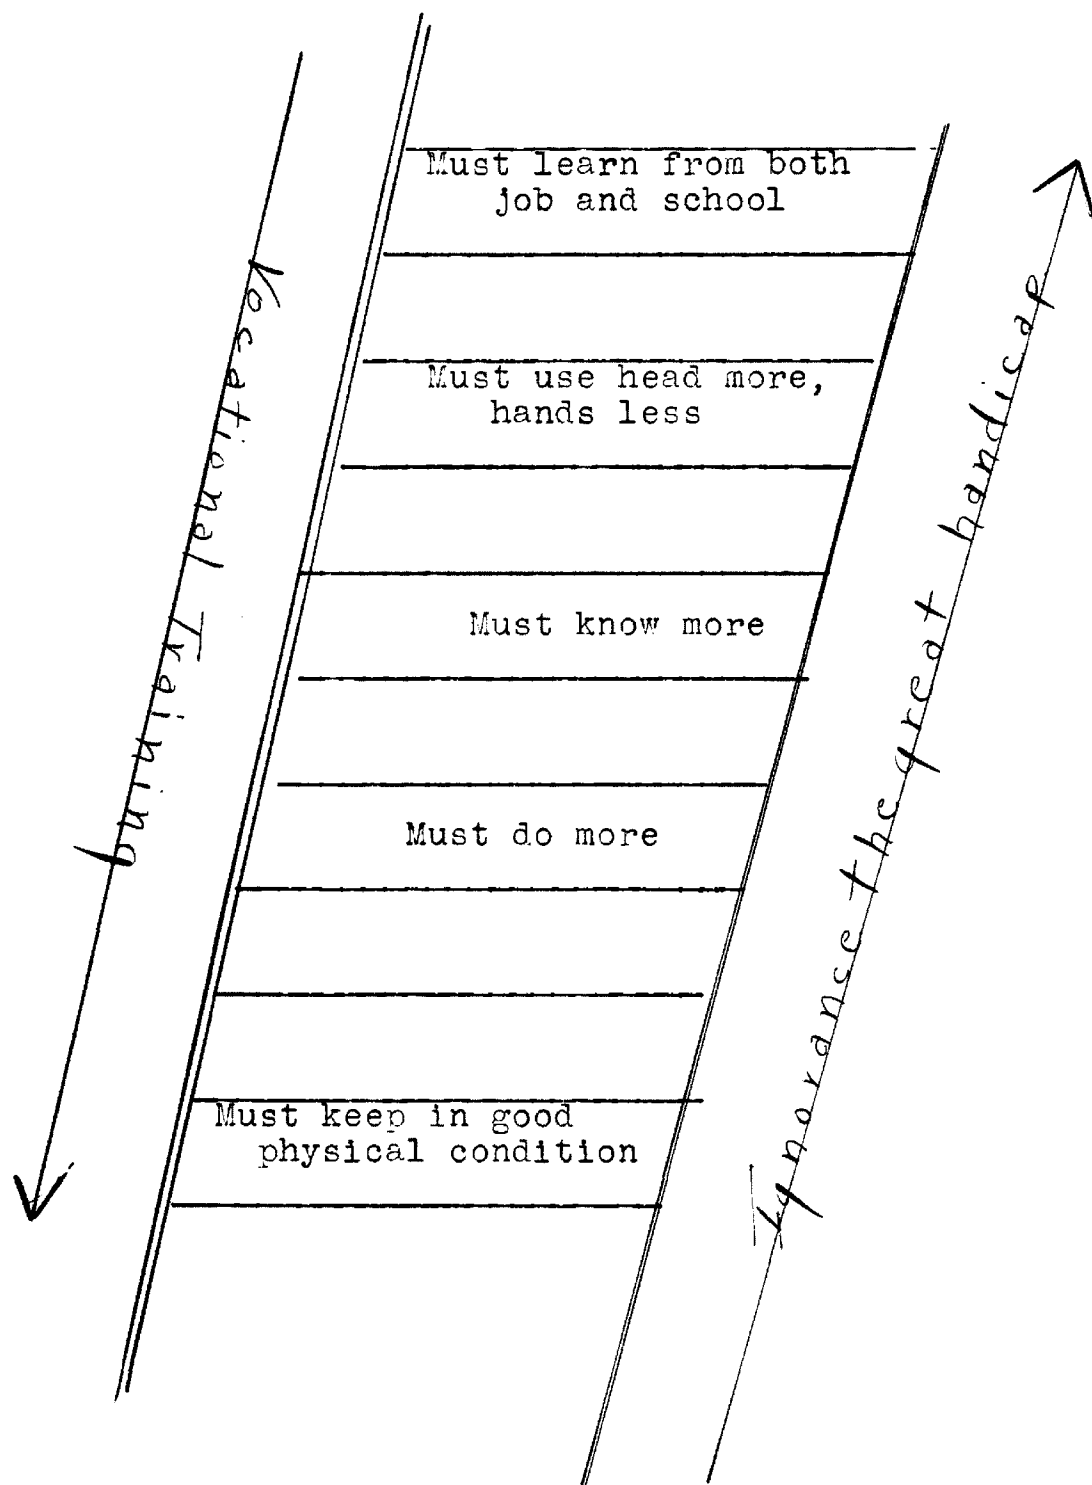 Must learn from both
job and school
Must use head more,
hands less
Must know more
Must do more
Must keep in good
physical condition
Vocational Training
Ignorance the great handicap